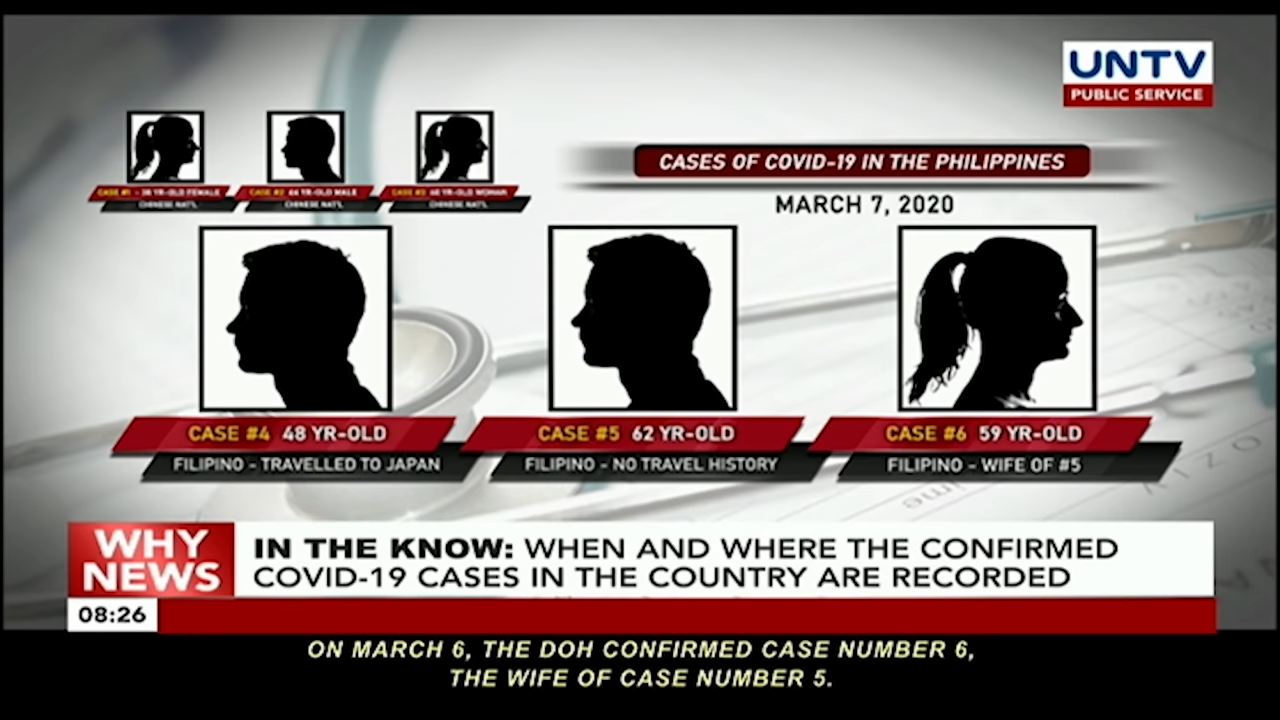 UNTV
PUBLIC SERVICE
CASE #1 - 38 YR-OLD FEMALE
CHINESE NAT'L
CASE #2 44 YR-OLD MALE
CHINESE NAT'L
CASE #3 60 YR-OLD WOMAN
CHINESE NAT'L
CASES OF COVID-19 IN THE PHILIPPINES
MARCH 7, 2020
CASE #4 48 YR-OLD
FILIPINO - TRAVELLED TO JAPAN
CASE #5 62 YR-OLD
FILIPINO - NO TRAVEL HISTORY
CASE #6 59 YR-OLD
FILIPINO - WIFE OF #5
WHY
NEWS
IN THE KNOW: WHEN AND WHERE THE CONFIRMED
COVID-19 CASES IN THE COUNTRY ARE RECORDED
08:26
ON MARCH 6, THE DOH CONFIRMED CASE NUMBER 6,
THE WIFE OF CASE NUMBER 5.